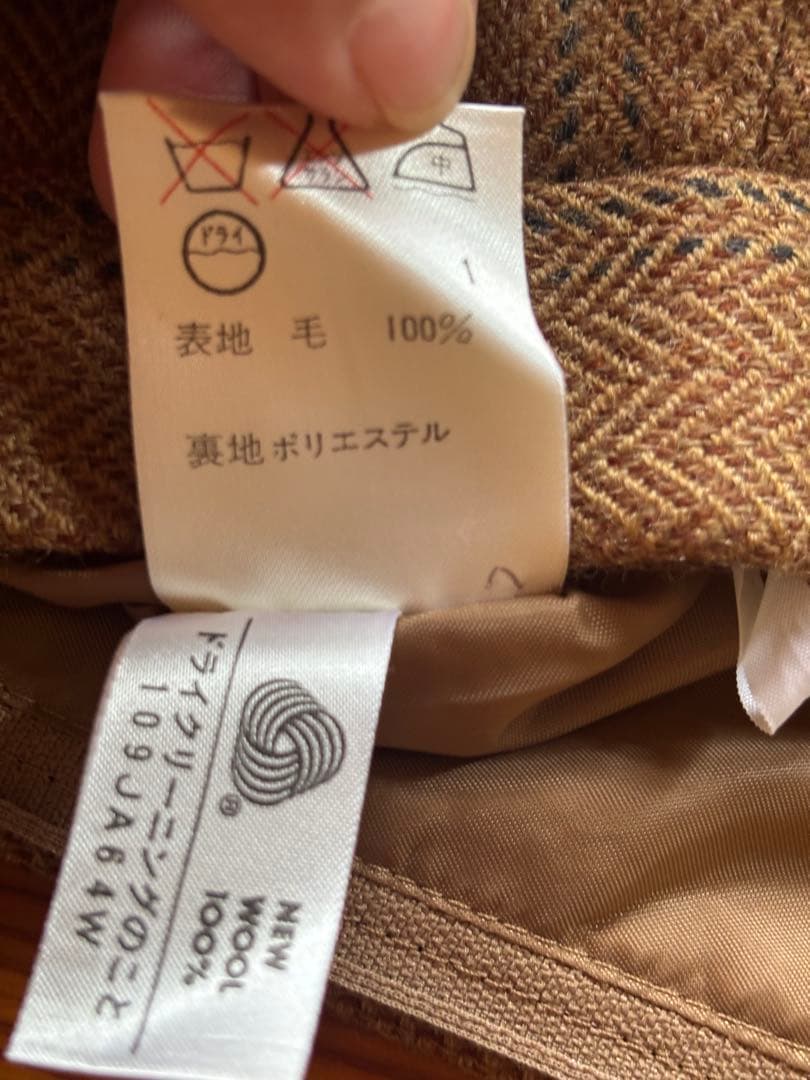 中
ドライ
1
表地 毛 100%
裏地 ポリエステル
NEW
WOOL
100%
ドライクリーニングのこと
109JA64W